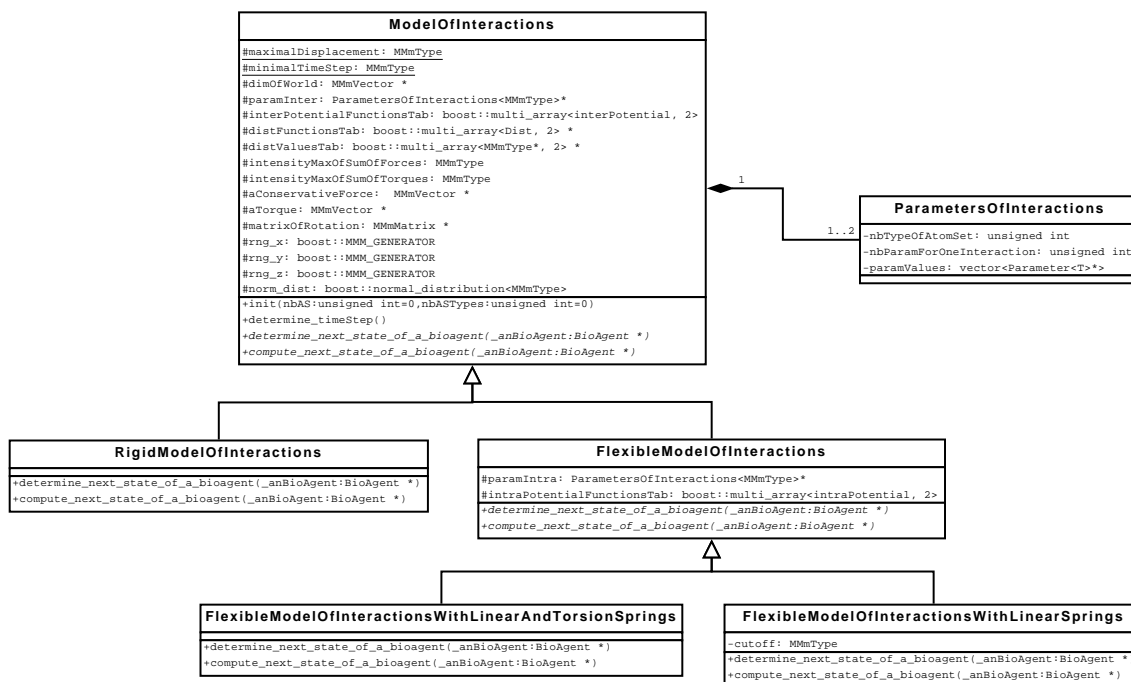 ModelOfInteractions
#maximalDisplacement: MMmType
#minimalTimeStep: MMmType
#dimOfWorld: MMmVector *
#paramInter: ParametersOfInteractions<MMmType>*
#interPotentialFunctionsTab: boost::multi_array<interPotential, 2>
#distFunctionsTab: boost::multi_array<Dist, 2> *
#distValuesTab: boost::multi_array<MMmType*, 2> *
#intensityMaxOfSumOfForces: MMmType
#intensityMaxOfSumOfTorques: MMmType
#aConservativeForce:  MMmVector *
#aTorque: MMmVector *
#matrixOfRotation: MMmMatrix *
#rng_x: boost::MMM_GENERATOR
#rng_y: boost::MMM_GENERATOR
#rng_z: boost::MMM_GENERATOR
#norm_dist: boost::normal_distribution<MMmType>
+init(nbAS:unsigned int=0,nbASTypes:unsigned int=0)
+determine_timeStep()
+determine_next_state_of_a_bioagent(_anBioAgent:BioAgent *)
+compute_next_state_of_a_bioagent(_anBioAgent:BioAgent *)
1
1..2
ParametersOfInteractions
-nbTypeOfAtomSet: unsigned int
-nbParamForOneInteraction: unsigned int
-paramValues: vector<Parameter<T>*>
RigidModelOfInteractions
+determine_next_state_of_a_bioagent(_anBioAgent:BioAgent *)
+compute_next_state_of_a_bioagent(_anBioAgent:BioAgent *)
FlexibleModelOfInteractions
#paramIntra: ParametersOfInteractions<MMmType>*
#intraPotentialFunctionsTab: boost::multi_array<intraPotential, 2>
+determine_next_state_of_a_bioagent(_anBioAgent:BioAgent *)
+compute_next_state_of_a_bioagent(_anBioAgent:BioAgent *)
FlexibleModelOfInteractionsWithLinearAndTorsionSprings
+determine_next_state_of_a_bioagent(_anBioAgent:BioAgent *)
+compute_next_state_of_a_bioagent(_anBioAgent:BioAgent *)
FlexibleModelOfInteractionsWithLinearSprings
-cutoff: MMmType
+determine_next_state_of_a_bioagent(_anBioAgent:BioAgent *
+compute_next_state_of_a_bioagent(_anBioAgent:BioAgent *)